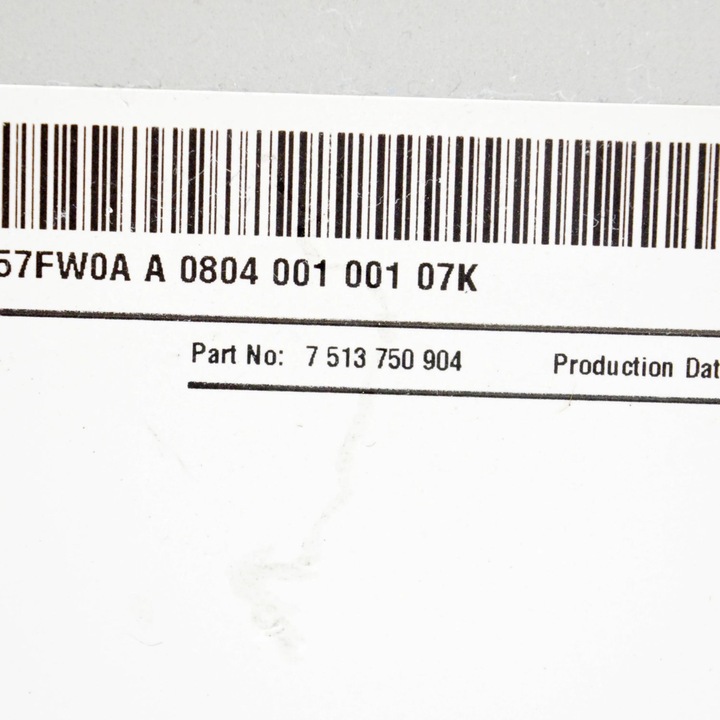 57FW0A A 0804 001 001 07K
Part No: 7 513 750 904 Production Dat